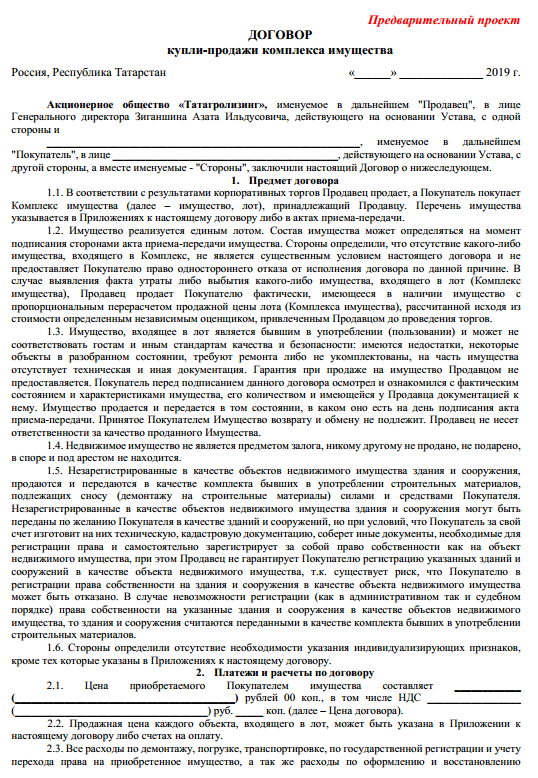 Предварительный проект
ДОГОВОР
купли-продажи комплекса имущества
Россия, Республика Татарстан «______» ______________ 2019 г.
Акционерное общество «Татагролизинг», именуемое в дальнейшем "Продавец", в лице
Генерального директора Зиганшина Азата Ильдусовича, действующего на основании Устава, с одной
стороны и
____________________________________________________, именуемое в дальнейшем
"Покупатель", в лице ______________________________________, действующего на основании Устава, с
другой стороны, а вместе именуемые - "Стороны", заключили настоящий Договор о нижеследующем.
1. Предмет договора
1.1. В соответствии с результатами корпоративных торгов Продавец продает, а Покупатель покупает
Комплекс имущества (далее – имущество, лот), принадлежащий Продавцу. Перечень имущества
указывается в Приложениях к настоящему договору либо в актах приема-передачи.
1.2. Имущество реализуется единым лотом. Состав имущества может определяться на момент
подписания сторонами акта приема-передачи имущества. Стороны определили, что отсутствие какого-либо
имущества, входящего в Комплекс, не является существенным условием настоящего договора и не
предоставляет Покупателю право одностороннего отказа от исполнения договора по данной причине. В
случае выявления факта утраты либо выбытия какого-либо имущества, входящего в лот (Комплекс
имущества), Продавец продает Покупателю фактически, имеющееся в наличии имущество с
пропорциональным перерасчетом продажной цены лота (Комплекса имущества), рассчитанной исходя из
стоимости определенным независимым оценщиком, привлеченным Продавцом до проведения торгов.
1.3. Имущество, входящее в лот является бывшим в употреблении (пользовании) и может не
соответствовать гостам и иным стандартам качества и безопасности: имеются недостатки, некоторые
объекты в разобранном состоянии, требуют ремонта либо не укомплектованы, на часть имущества
отсутствует техническая и иная документация. Гарантия при продаже на имущество Продавцом не
предоставляется. Покупатель перед подписанием данного договора осмотрел и ознакомился с фактическим
состоянием и характеристиками имущества, его количеством и имеющейся у Продавца документацией к
нему. Имущество продается и передается в том состоянии, в каком оно есть на день подписания акта
приема-передачи. Принятое Покупателем Имущество возврату и обмену не подлежит. Продавец не несет
ответственности за качество проданного Имущества.
1.4. Недвижимое имущество не является предметом залога, никому другому не продано, не подарено,
в споре и под арестом не находится.
1.5. Незарегистрированные в качестве объектов недвижимого имущества здания и сооружения,
продаются и передаются в качестве комплекта бывших в употреблении строительных материалов,
подлежащих сносу (демонтажу на строительные материалы) силами и средствами Покупателя.
Незарегистрированные в качестве объектов недвижимого имущества здания и сооружения могут быть
переданы по желанию Покупателя в качестве зданий и сооружений, но при условий, что Покупатель за свой
счет изготовит на них техническую, кадастровую документацию, соберет иные документы, необходимые для
регистрации права и самостоятельно зарегистрирует за собой право собственности как на объект
недвижимого имущества, при этом Продавец не гарантирует Покупателю регистрацию указанных зданий и
сооружений в качестве объекта недвижимого имущества, т.к. существует риск, что Покупателю в
регистрации права собственности на здания и сооружения в качестве объекта недвижимого имущества
может быть отказано. В случае невозможности регистрации (как в административном так и судебном
порядке) права собственности на указанные здания и сооружения в качестве объектов недвижимого
имущества, то здания и сооружения считаются переданными в качестве комплекта бывших в употреблении
строительных материалов.
1.6. Стороны определили отсутствие необходимости указания индивидуализирующих признаков,
кроме тех которые указаны в Приложениях к настоящему договору.
2. Платежи и расчеты по договору
2.1. Цена приобретаемого Покупателем имущества составляет ___________
(_____________________________________) рублей 00 коп., в том числе НДС ________________
(________________________________) руб. _____ коп. (далее – Цена договора).
2.2. Продажная цена каждого объекта, входящего в лот, может быть указана в Приложении к
настоящему договору либо счетах на оплату.
2.3. Все расходы по демонтажу, погрузке, транспортировке, по государственной регистрации и учету
перехода права на приобретенное имущество, а так же расходы по оформлению и восстановлению